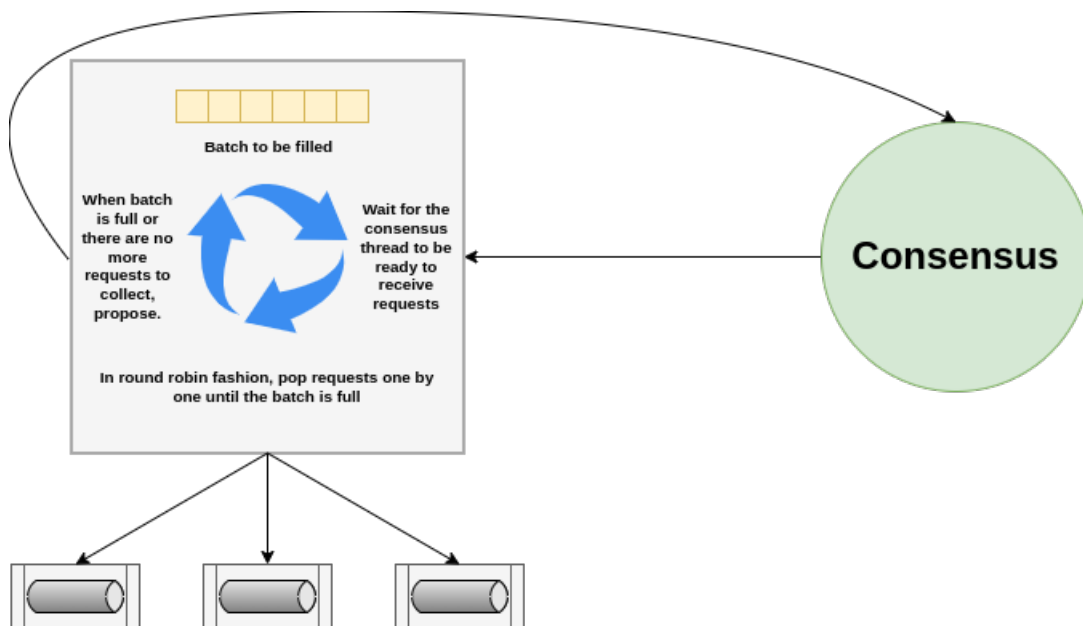 Batch to be filled
When batch
is full or
there are no
more
requests to
collect,
propose.
Wait for the
consensus
thread to be
ready to
receive
requests
Consensus
In round robin fashion, pop requests one by
one until the batch is full